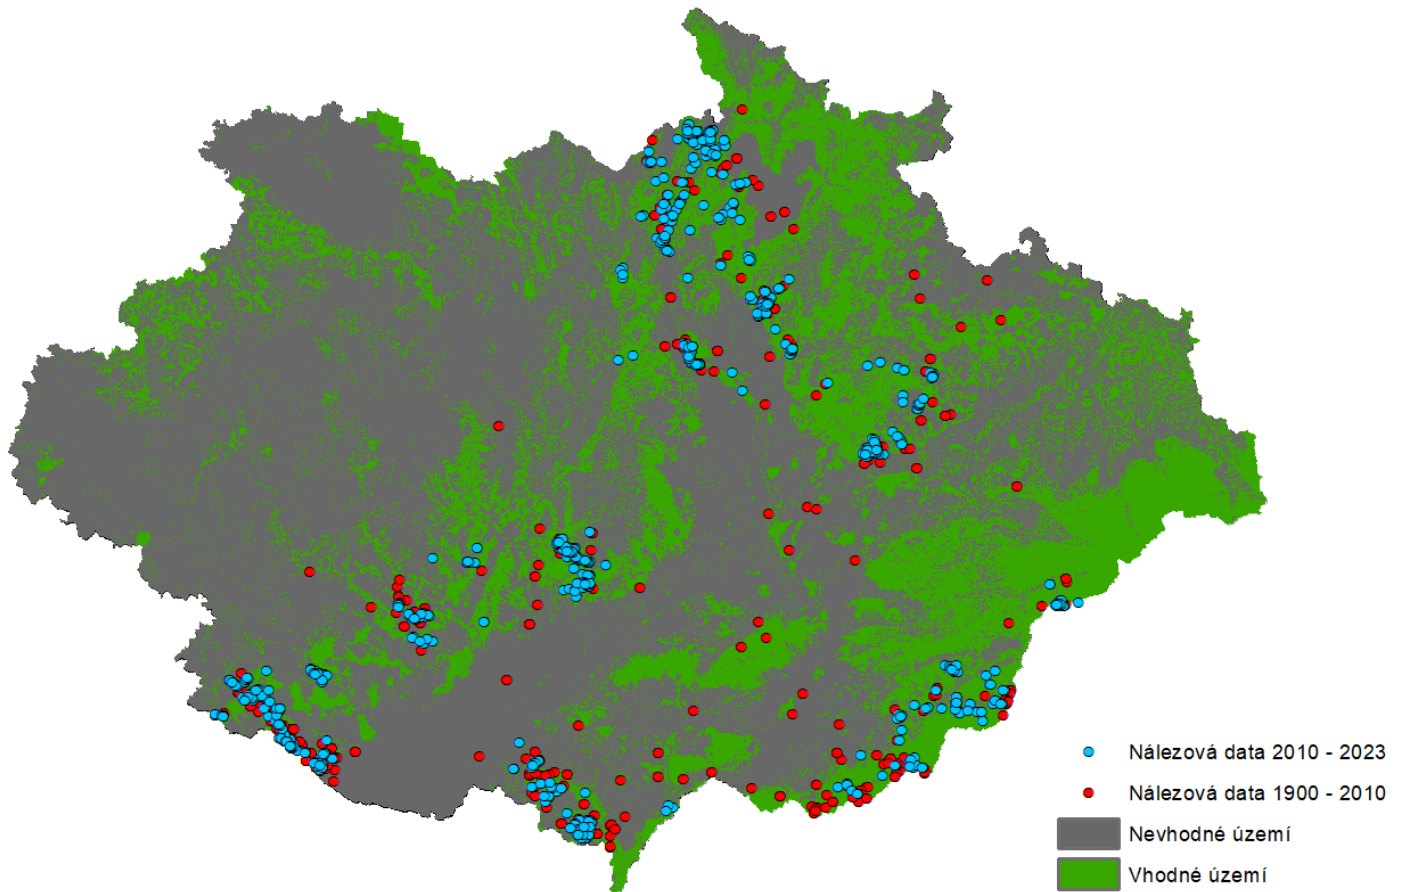 Nálezová data 2010 - 2023
Nálezová data 1900 - 2010
Nevhodné území
Vhodné území